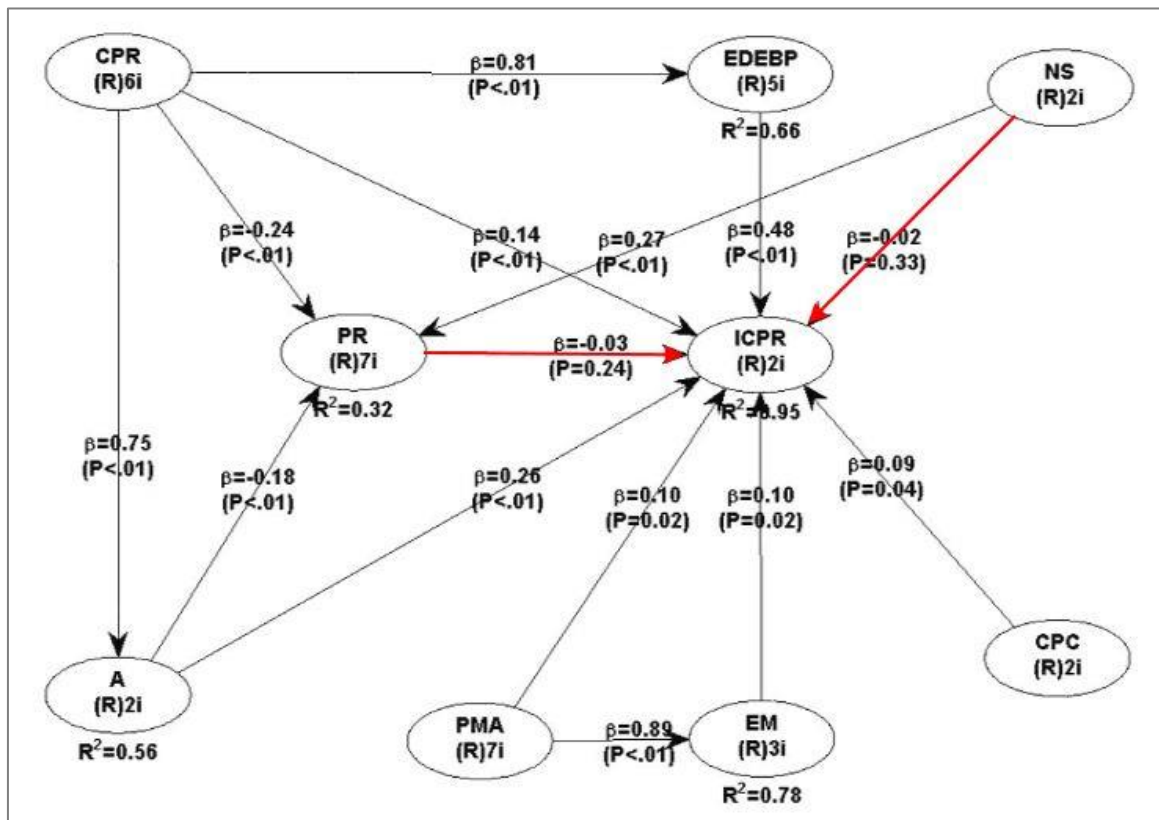 CPR
(R)6i
β=0.81
(P<.01)
EDEBP
(R)5i
R²=0.66
NS
(R)2i
β=-0.24
(P<.01)
β=0.14
(P<.01)
β=0.27
(P<.01)
β=0.48
(P<.01)
β=-0.02
(P=0.33)
PR
(R)7i
R²=0.32
β=-0.03
(P=0.24)
ICPR
(R)2i
R²=0.95
β=0.75
(P<.01)
β=-0.18
(P<.01)
β=0.26
(P<.01)
β=0.10
(P=0.02)
β=0.10
(P=0.02)
β=0.09
(P=0.04)
A
(R)2i
R²=0.56
PMA
(R)7i
β=0.89
(P<.01)
EM
(R)3i
R²=0.78
CPC
(R)2i